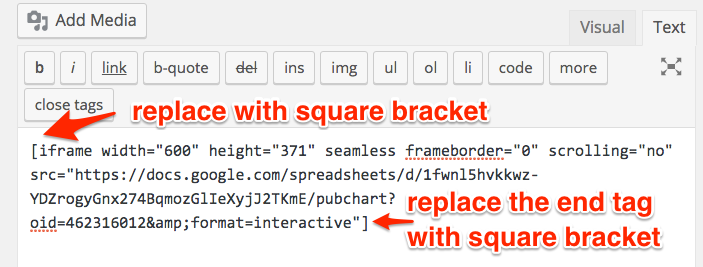 Add Media
Visual Text
b i link b-quote del ins img ul ol li code more
close tags
replace with square bracket
[iframe width="600" height="371" seamless frameborder="0" scrolling="no"
src="https://docs.google.com/spreadsheets/d/1fwnl5hvkkwz-
YDZrogyGnx274BqmozGlIeXyjJ2TKmE/pubchart?
oid=462316012&amp;format=interactive"]
replace the end tag
with square bracket